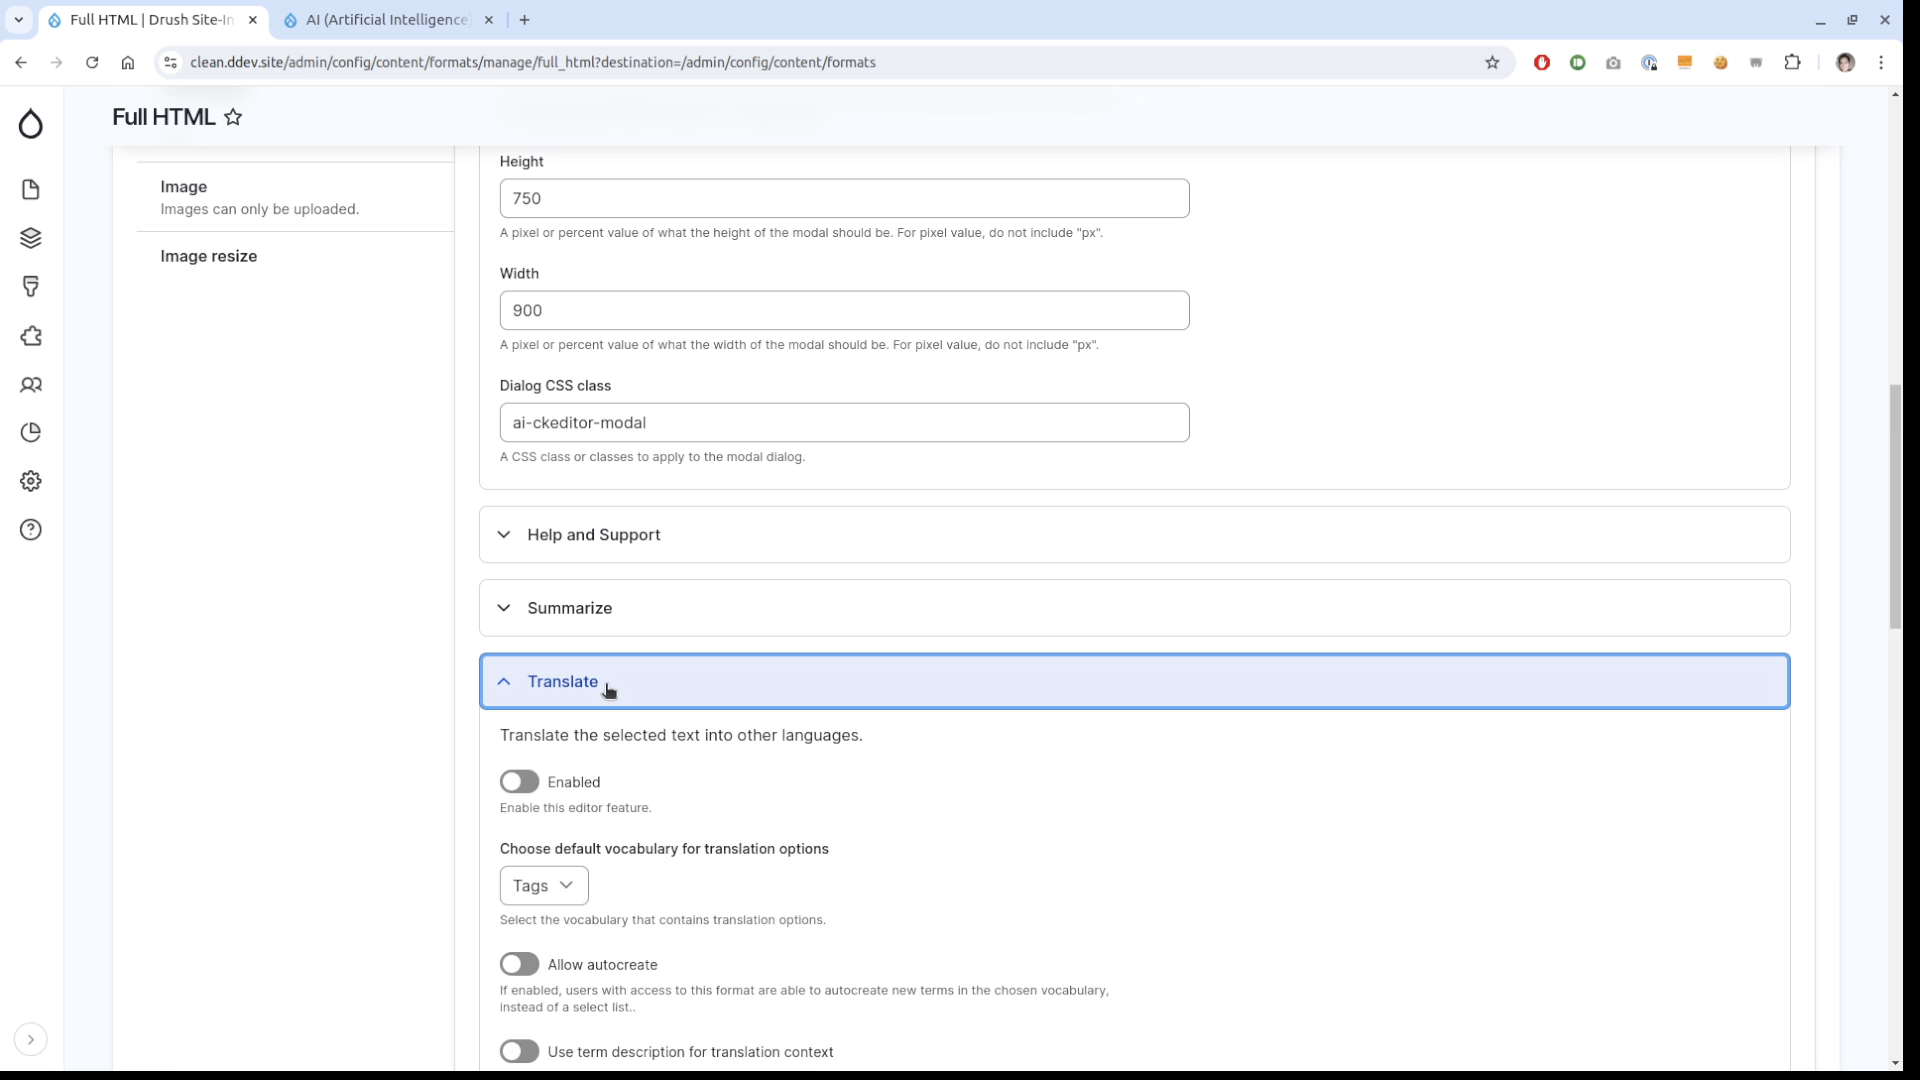 Full HTML | Drush Site-In
AI (Artificial Intelligence)
clean.ddev.site/admin/config/content/formats/manage/full_html?destination=/admin/config/content/formats
Full HTML
Image
Images can only be uploaded.
Image resize
Height
750
A pixel or percent value of what the height of the modal should be. For pixel value, do not include "px".
Width
900
A pixel or percent value of what the width of the modal should be. For pixel value, do not include "px".
Dialog CSS class
ai-ckeditor-modal
A CSS class or classes to apply to the modal dialog.
Help and Support
Summarize
Translate
Translate the selected text into other languages.
Enabled
Enable this editor feature.
Choose default vocabulary for translation options
Tags
Select the vocabulary that contains translation options.
Allow autocreate
If enabled, users with access to this format are able to autocreate new terms in the chosen vocabulary,
instead of a select list..
Use term description for translation context